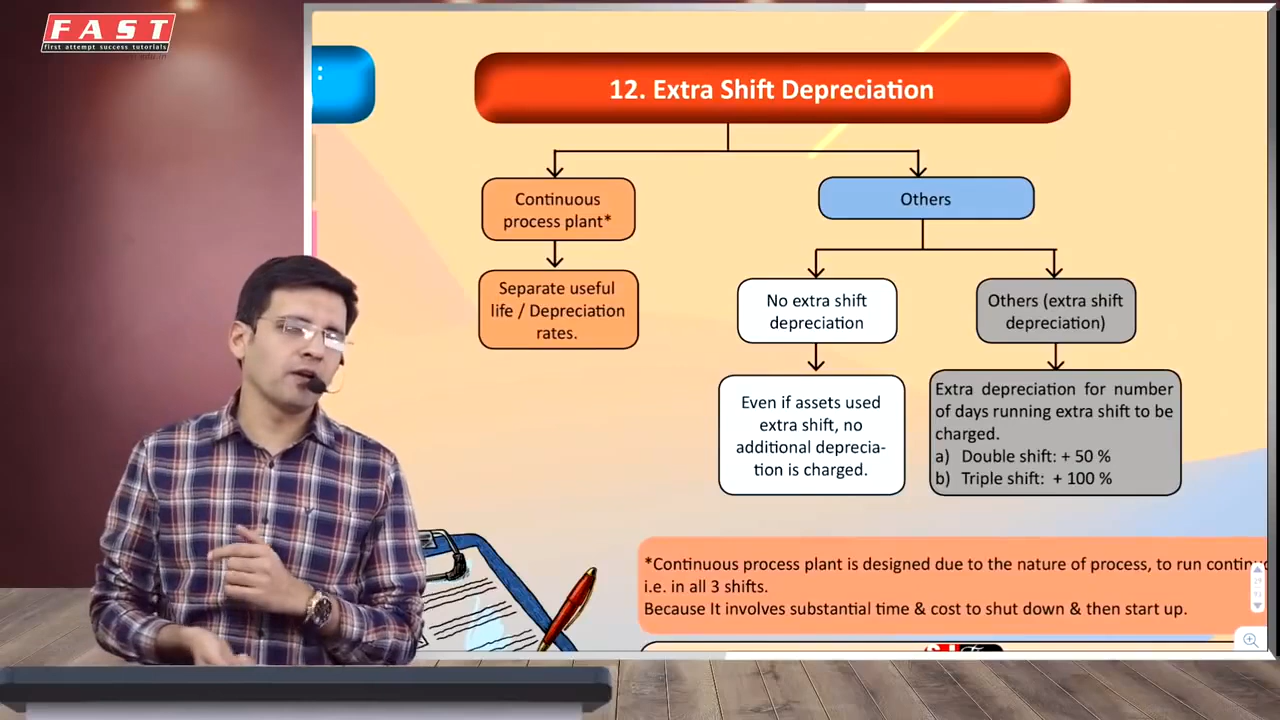 FAST
first attempt success tutorials
:
12. Extra Shift Depreciation
Continuous
process plant*
Others
Separate useful
life / Depreciation
rates.
No extra shift
depreciation
Others (extra shift
depreciation)
Even if assets used
extra shift, no
additional deprecia-
tion is charged.
Extra depreciation for number
of days running extra shift to be
charged.
a) Double shift: + 50 %
b) Triple shift: + 100 %
*Continuous process plant is designed due to the nature of process, to run
i.e. in all 3 shifts.
Because It involves substantial time & cost to shut down & then start up.